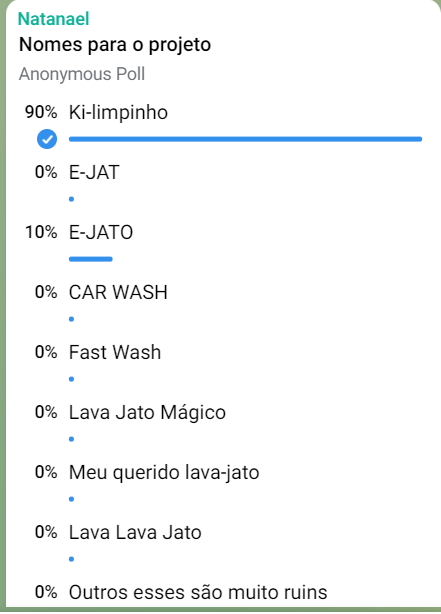 Natanael
Nomes para o projeto
Anonymous Poll
90% Ki-limpinho
0% E-JAT
10% E-JATO
0% CAR WASH
0% Fast Wash
0% Lava Jato Mágico
0% Meu querido lava-jato
0% Lava Lava Jato
0% Outros esses são muito ruins